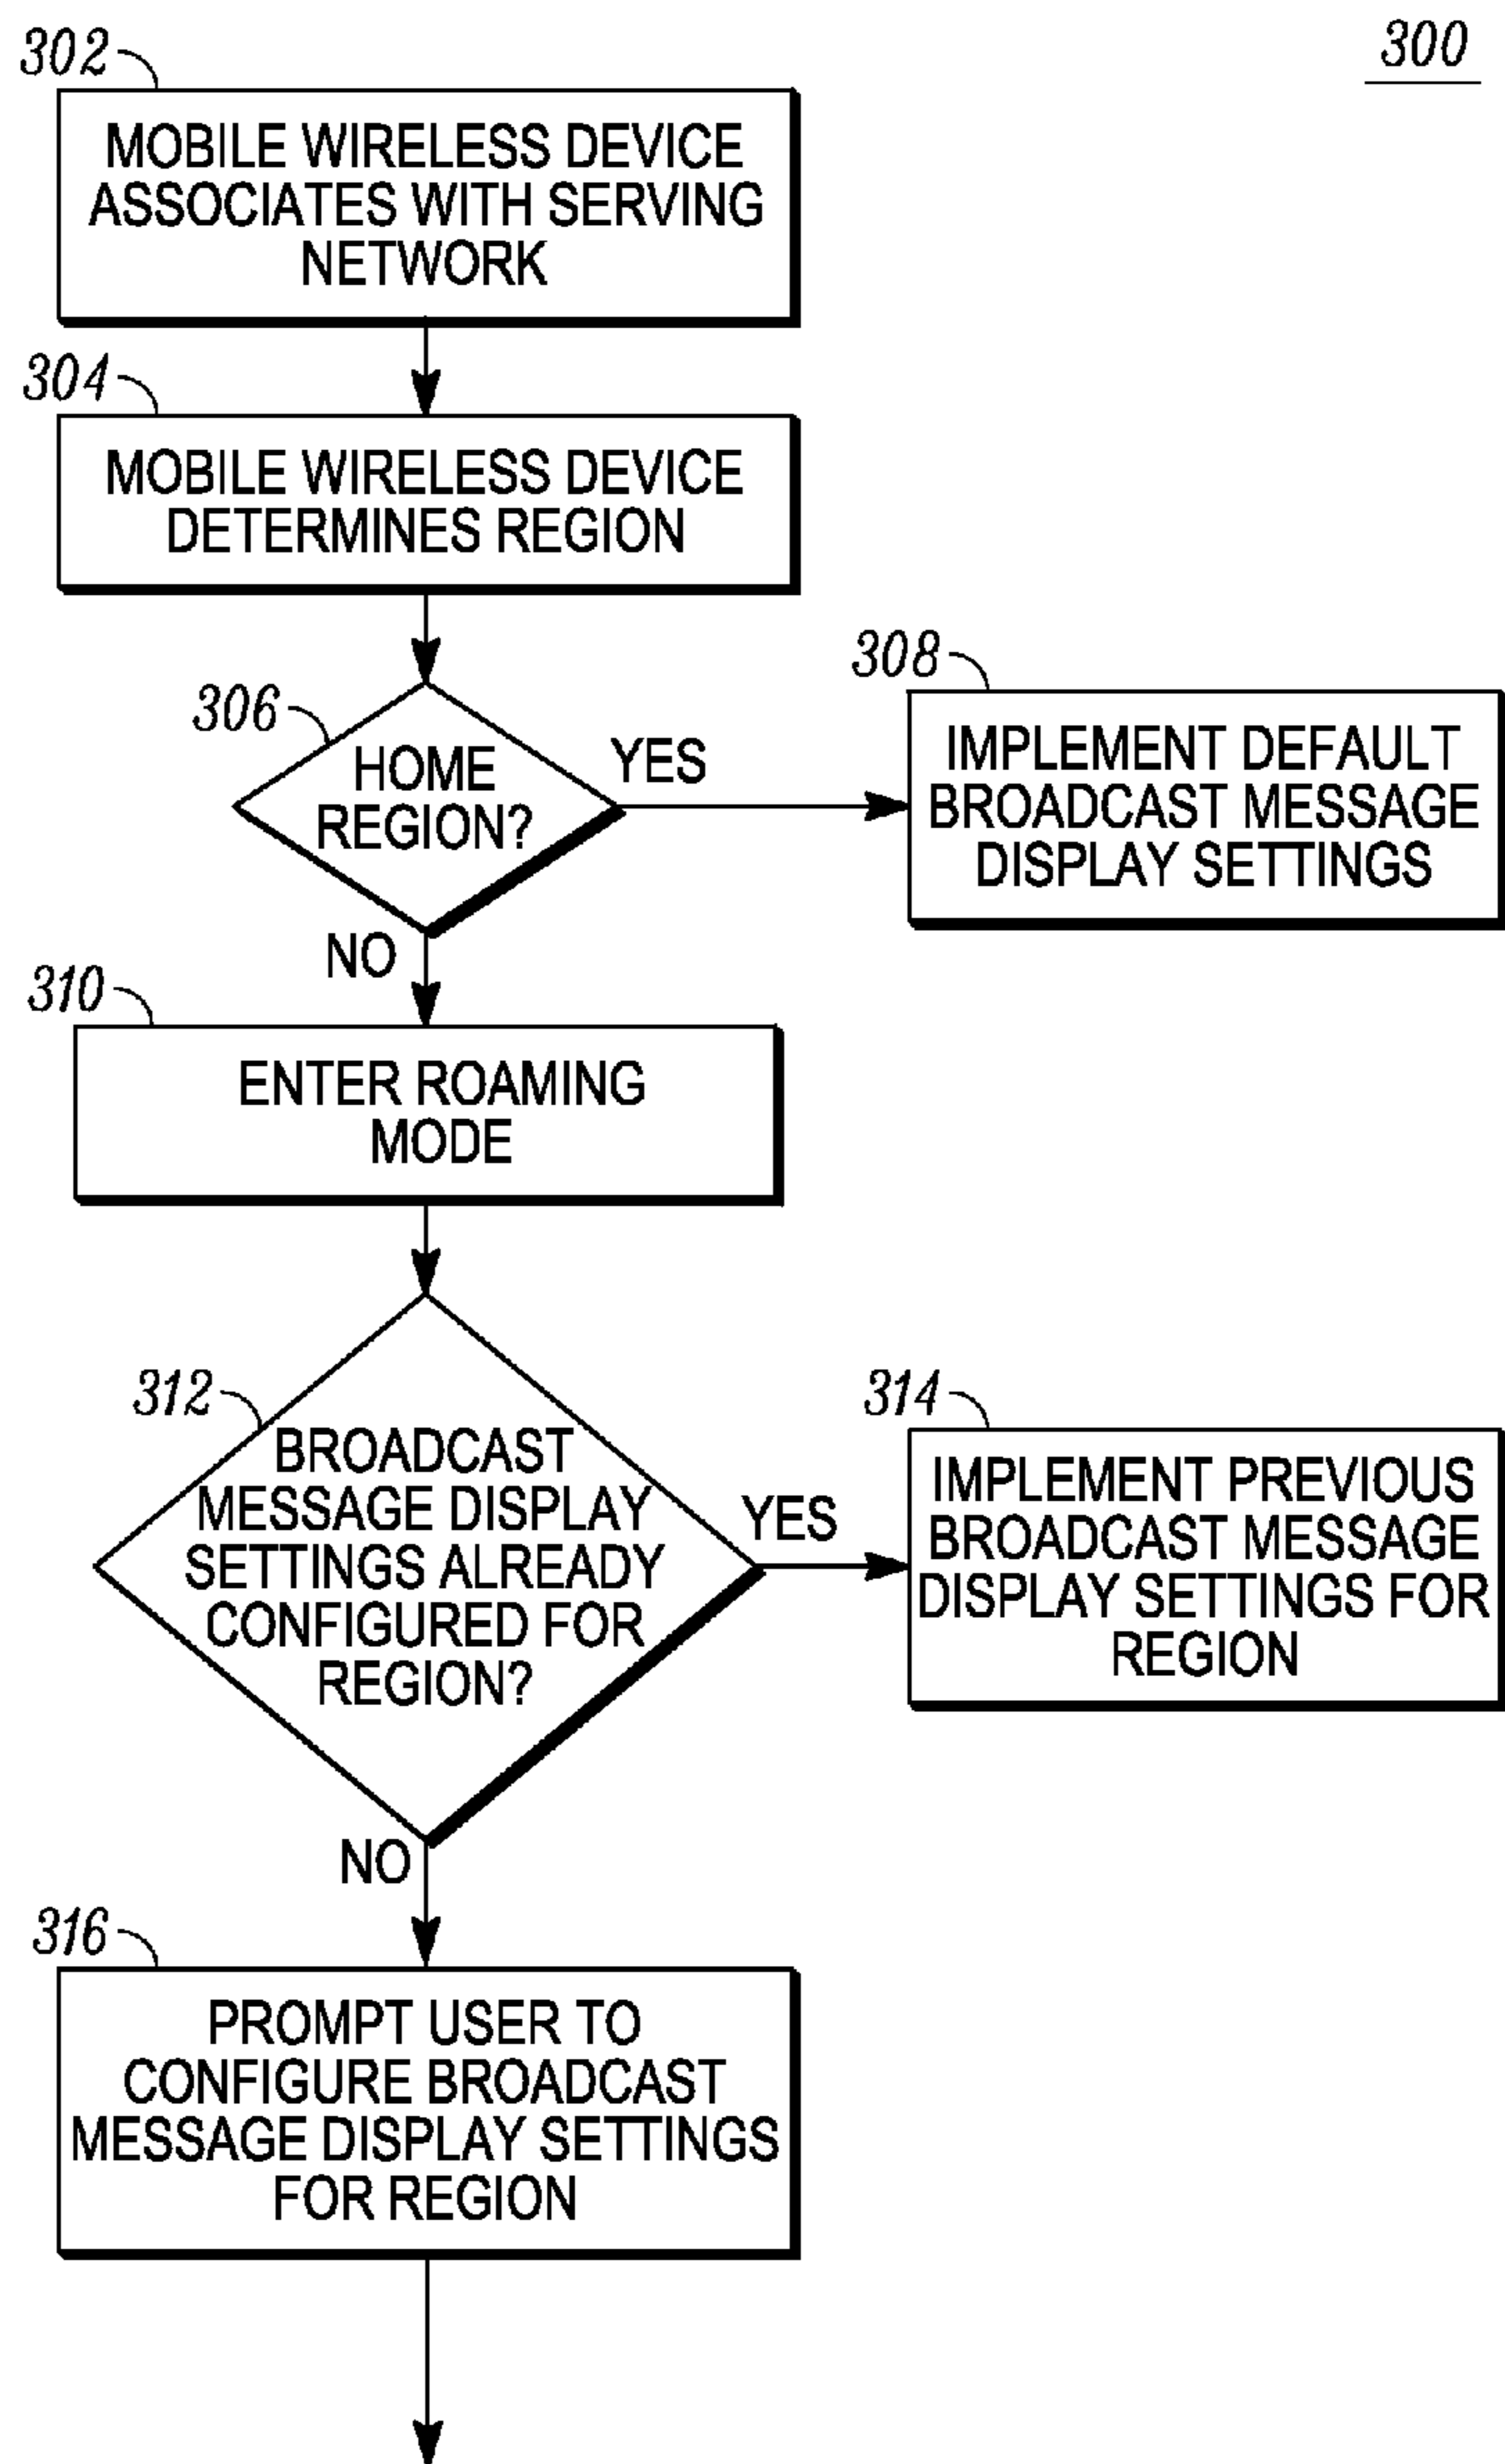 300
302
MOBILE WIRELESS DEVICE
ASSOCIATES WITH SERVING
NETWORK
304
MOBILE WIRELESS DEVICE
DETERMINES REGION
306
HOME
REGION?
YES
308
IMPLEMENT DEFAULT
BROADCAST MESSAGE
DISPLAY SETTINGS
NO
310
ENTER ROAMING
MODE
312
BROADCAST
MESSAGE DISPLAY
SETTINGS ALREADY
CONFIGURED FOR
REGION?
YES
314
IMPLEMENT PREVIOUS
BROADCAST MESSAGE
DISPLAY SETTINGS FOR
REGION
NO
316
PROMPT USER TO
CONFIGURE BROADCAST
MESSAGE DISPLAY SETTINGS
FOR REGION